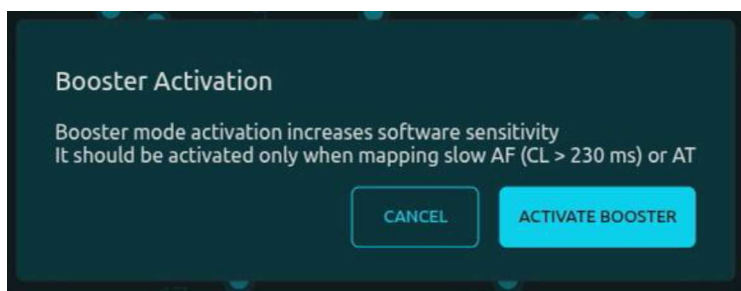 Booster Activation
Booster mode activation increases software sensitivity
It should be activated only when mapping slow AF (CL > 230 ms) or AT
CANCEL
ACTIVATE BOOSTER